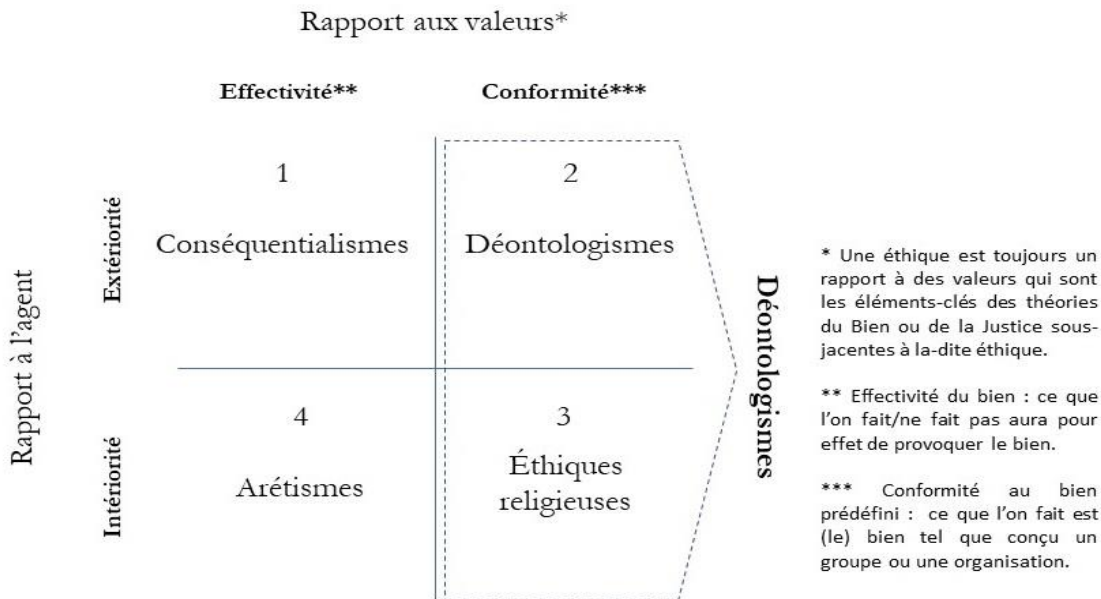 Rapport aux valeurs*
Effectivité**
Conformité***
Rapport à l'agent
Extériorité
Intériorité
1
Conséquentialismes
2
Déontologismes
4
Arétismes
3
Éthiques
religieuses
Déontologismes
* Une éthique est toujours un
rapport à des valeurs qui sont
les éléments-clés des théories
du Bien ou de la Justice sous-
jacentes à la-dite éthique.
** Effectivité du bien : ce que
l'on fait/ne fait pas aura pour
effet de provoquer le bien.
*** Conformité au bien
prédéfini : ce que l'on fait est
(le) bien tel que conçu un
groupe ou une organisation.